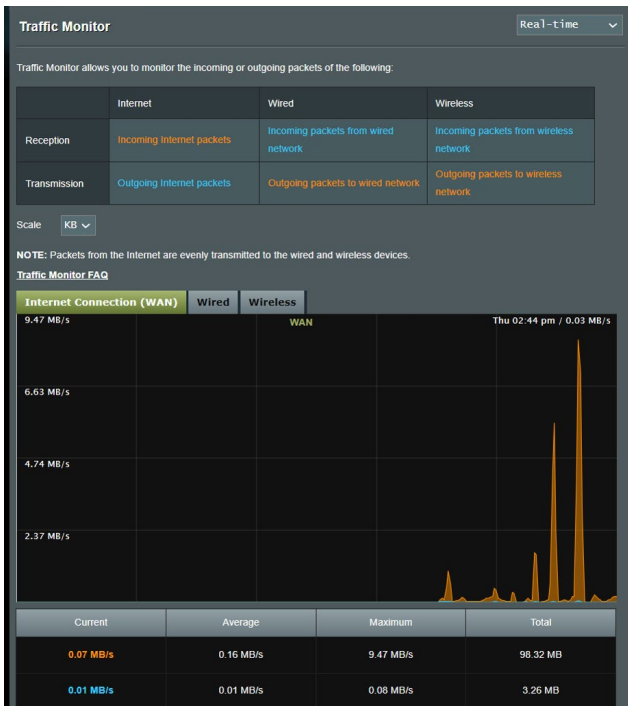 Traffic Monitor
Real-time
Traffic Monitor allows you to monitor the incoming or outgoing packets of the following:
Internet Wired Wireless
Reception Incoming Internet packets Incoming packets from wired network Incoming packets from wireless network
Transmission Outgoing Internet packets Outgoing packets to wired network Outgoing packets to wireless network
Scale KB
NOTE: Packets from the Internet are evenly transmitted to the wired and wireless devices.
Traffic Monitor FAQ
Internet Connection (WAN) Wired Wireless
9.47 MB/s WAN Thu 02:44 pm / 0.03 MB/s
6.63 MB/s
4.74 MB/s
2.37 MB/s
Current Average Maximum Total
0.07 MB/s 0.16 MB/s 9.47 MB/s 98.32 MB
0.01 MB/s 0.01 MB/s 0.08 MB/s 3.26 MB